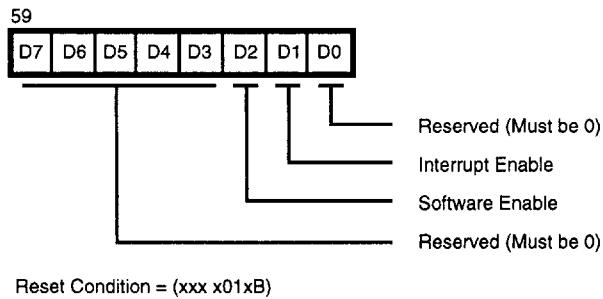 59
D7 D6 D5 D4 D3 D2 D1 D0
Reserved (Must be 0)
Interrupt Enable
Software Enable
Reserved (Must be 0)
Reset Condition = (xxx x01xB)